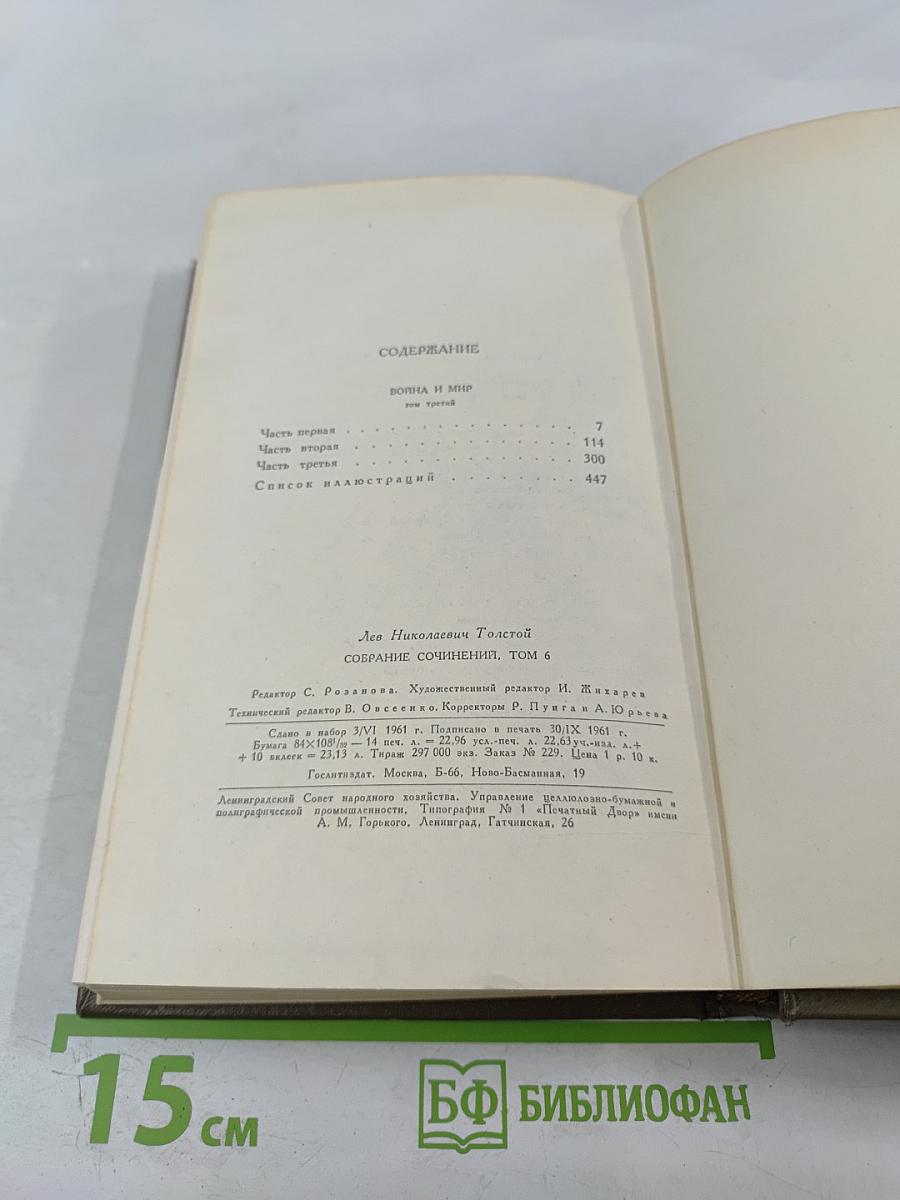 СОДЕРЖАНИЕ
ВОЙНА И МИР
том третий
Часть первая . . . . . . . . . . . . . . 7
Часть вторая . . . . . . . . . . . . . 114
Часть третья . . . . . . . . . . . . . 300
Список иллюстраций . . . . . . . . 447
Лев Николаевич Толстой
СОБРАНИЕ СОЧИНЕНИЙ, ТОМ 6
Редактор С. Розанова. Художественный редактор И. Жихарев
Технический редактор В. Овсеенко. Корректоры Р. Пунга и А. Юрьева
Сдано в набор 3/VI 1961 г. Подписано в печать 30/IX 1961 г.
Бумага 84×108¹/₃₂ — 14 печ. л. = 22,96 усл.-печ. л. 22,63 уч.-изд. л. +
+ 10 вклеек = 23,13 л. Тираж 297 000 экз. Заказ № 229. Цена 1 р. 10 к.
Гослитиздат. Москва, Б-66, Ново-Басманная, 19
Ленинградский Совет народного хозяйства. Управление целлюлозно-бумажной и
полиграфической промышленности. Типография № 1 «Печатный Двор» имени
А. М. Горького. Ленинград, Гатчинская, 26
15 см
БФ БИБЛИОФАН